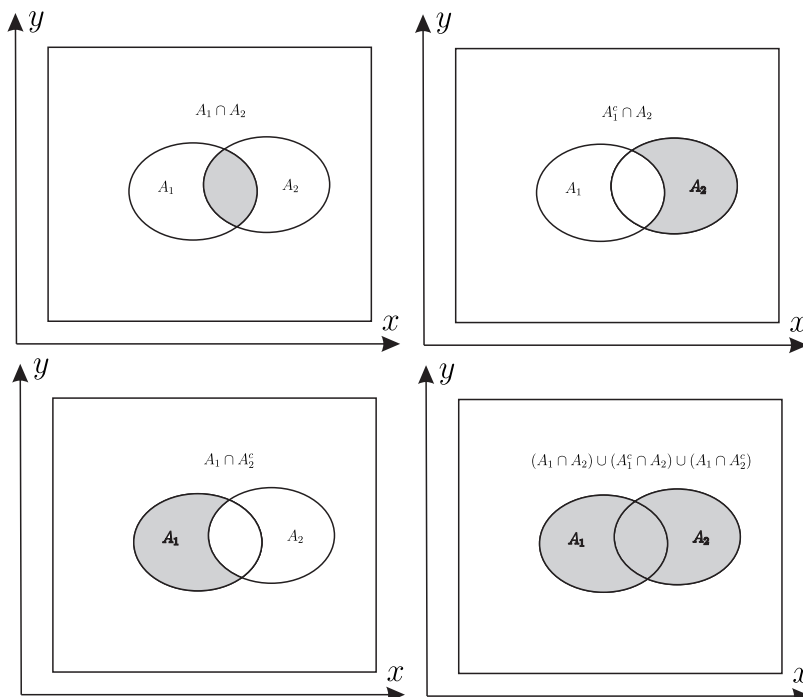 y
A₁ ∩ A₂
A₁ A₂
x
y
A₁ᶜ ∩ A₂
A₁ A₂
x
y
A₁ ∩ A₂ᶜ
A₁ A₂
x
y
(A₁ ∩ A₂) ∪ (A₁ᶜ ∩ A₂) ∪ (A₁ ∩ A₂ᶜ)
A₁ A₂
x